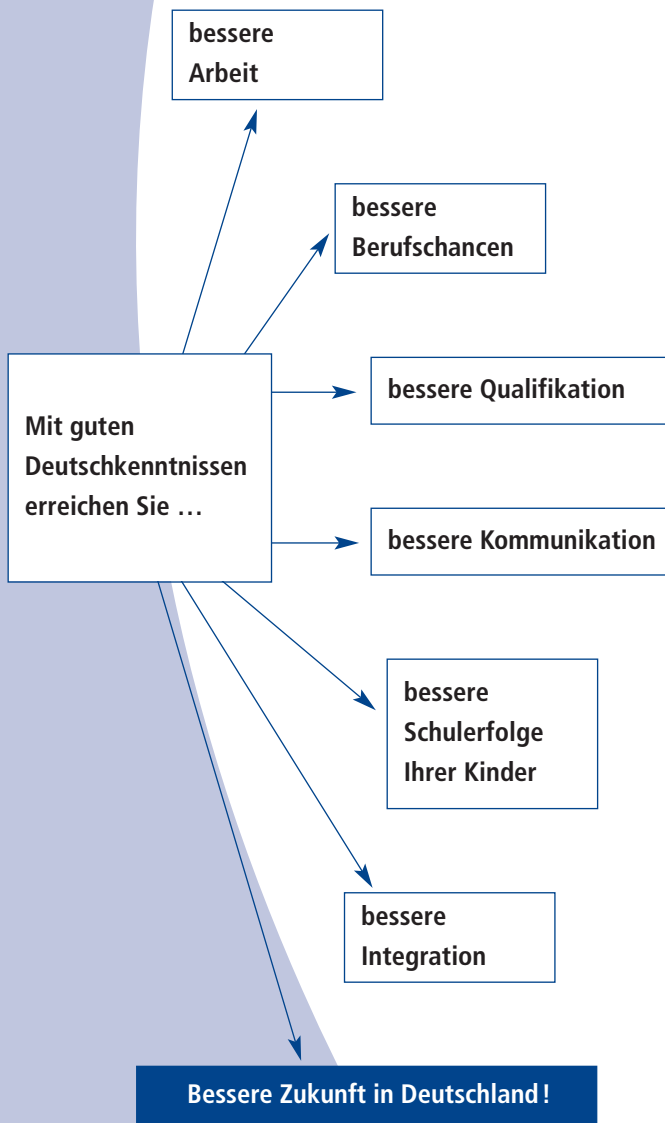 bessere
Arbeit
bessere
Berufschancen
bessere Qualifikation
Mit guten
Deutschkenntnissen
erreichen Sie …
bessere Kommunikation
bessere
Schulerfolge
Ihrer Kinder
bessere
Integration
Bessere Zukunft in Deutschland !